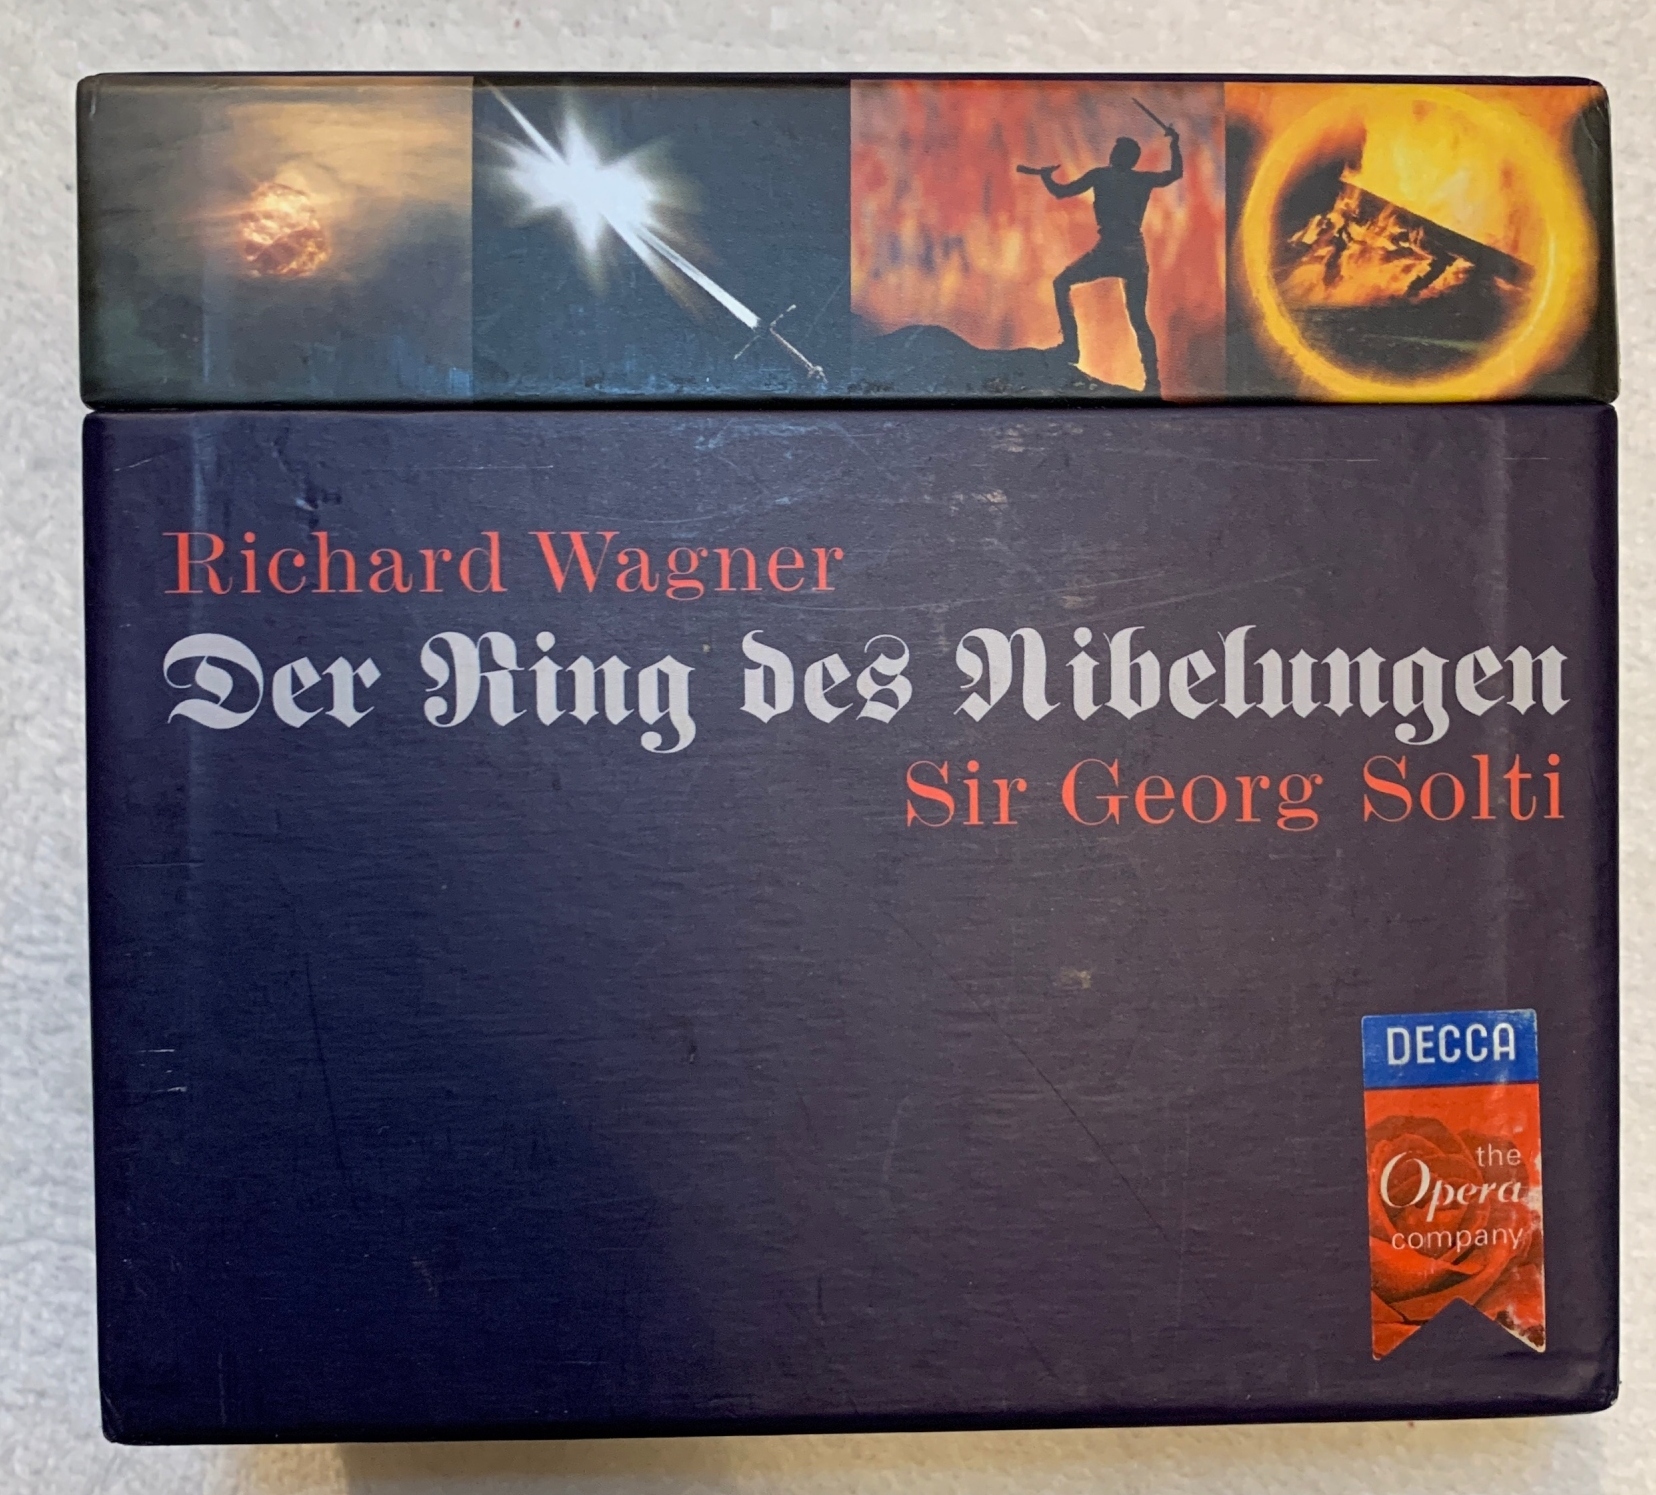 Richard Wagner
Der Ring des Nibelungen
Sir Georg Solti
DECCA
the
Opera
company